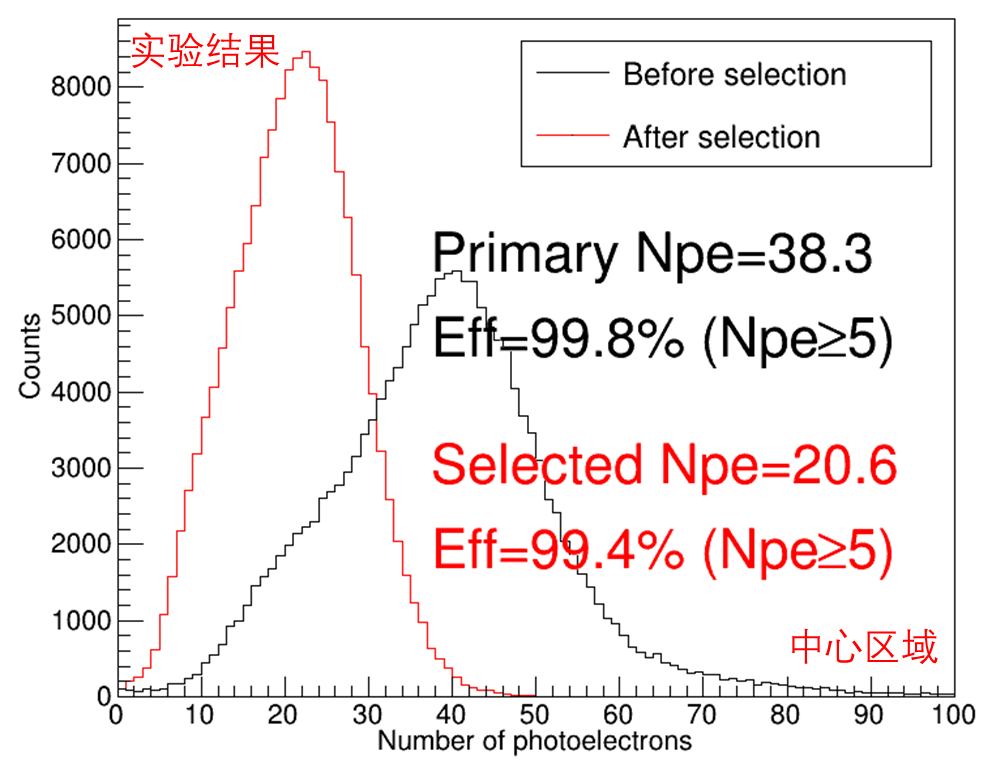 实验结果
Before selection
After selection
Primary Npe=38.3
Eff=99.8% (Npe≥5)
Selected Npe=20.6
Eff=99.4% (Npe≥5)
中心区域
Counts
8000
7000
6000
5000
4000
3000
2000
1000
0
0 10 20 30 40 50 60 70 80 90 100
Number of photoelectrons